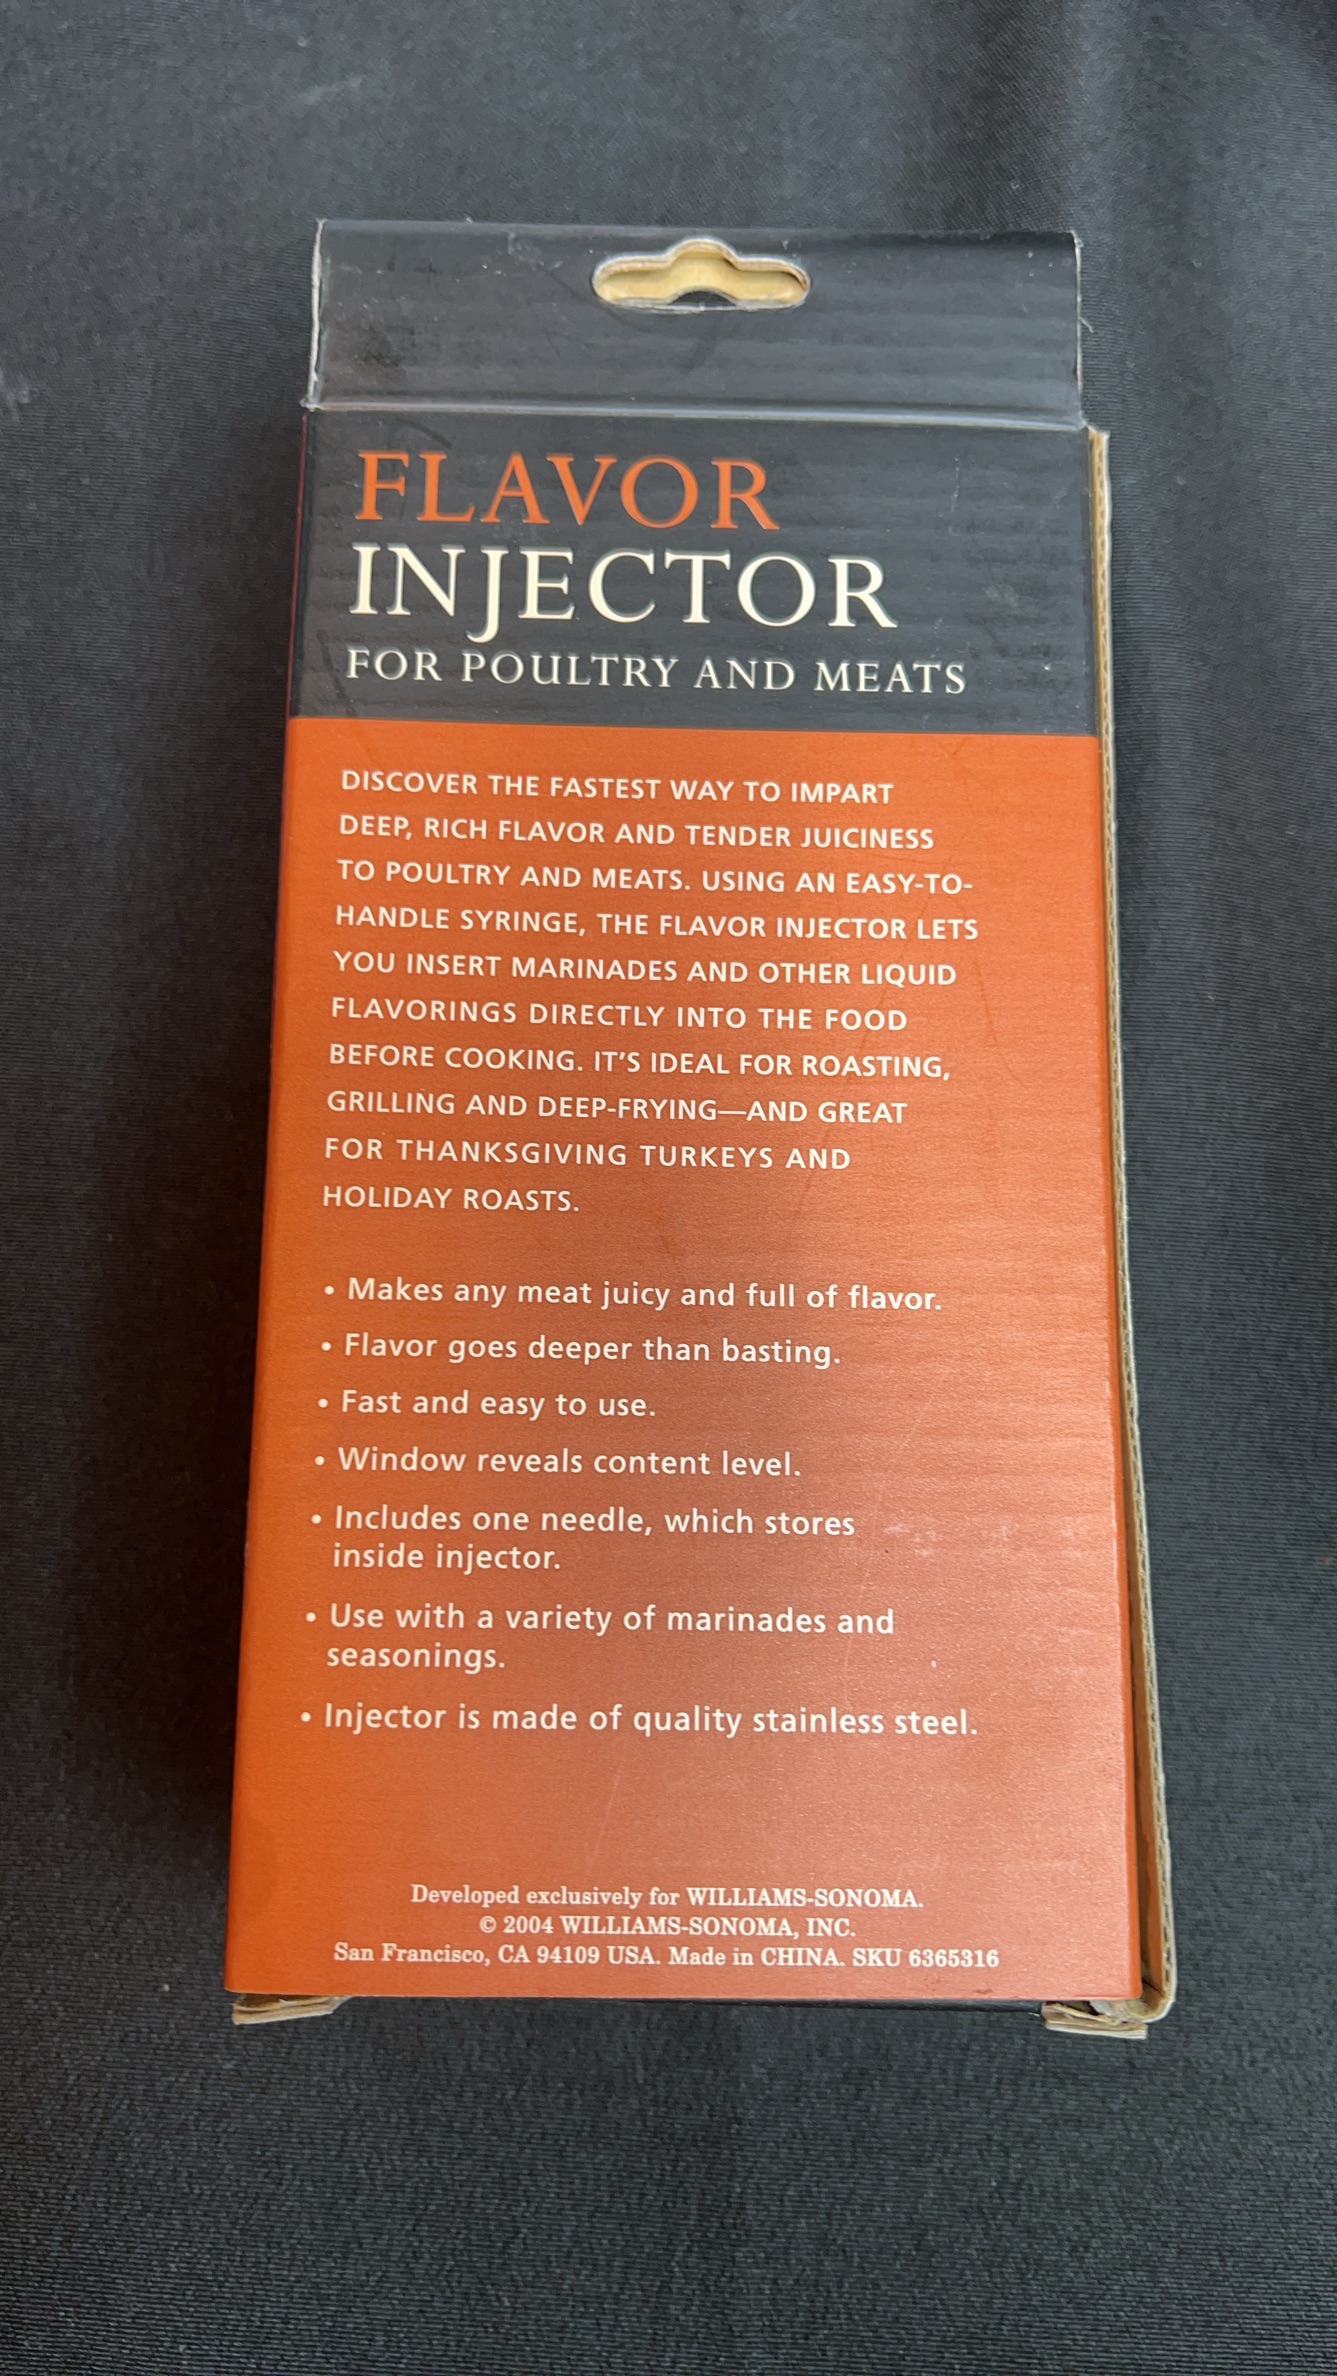 FLAVOR
INJECTOR
FOR POULTRY AND MEATS
DISCOVER THE FASTEST WAY TO IMPART
DEEP, RICH FLAVOR AND TENDER JUICINESS
TO POULTRY AND MEATS. USING AN EASY-TO-
HANDLE SYRINGE, THE FLAVOR INJECTOR LETS
YOU INSERT MARINADES AND OTHER LIQUID
FLAVORINGS DIRECTLY INTO THE FOOD
BEFORE COOKING. IT'S IDEAL FOR ROASTING,
GRILLING AND DEEP-FRYING—AND GREAT
FOR THANKSGIVING TURKEYS AND
HOLIDAY ROASTS.
• Makes any meat juicy and full of flavor.
• Flavor goes deeper than basting.
• Fast and easy to use.
• Window reveals content level.
• Includes one needle, which stores
inside injector.
• Use with a variety of marinades and
seasonings.
• Injector is made of quality stainless steel.
Developed exclusively for WILLIAMS-SONOMA.
© 2004 WILLIAMS-SONOMA, INC.
San Francisco, CA 94109 USA. Made in CHINA. SKU 6365316